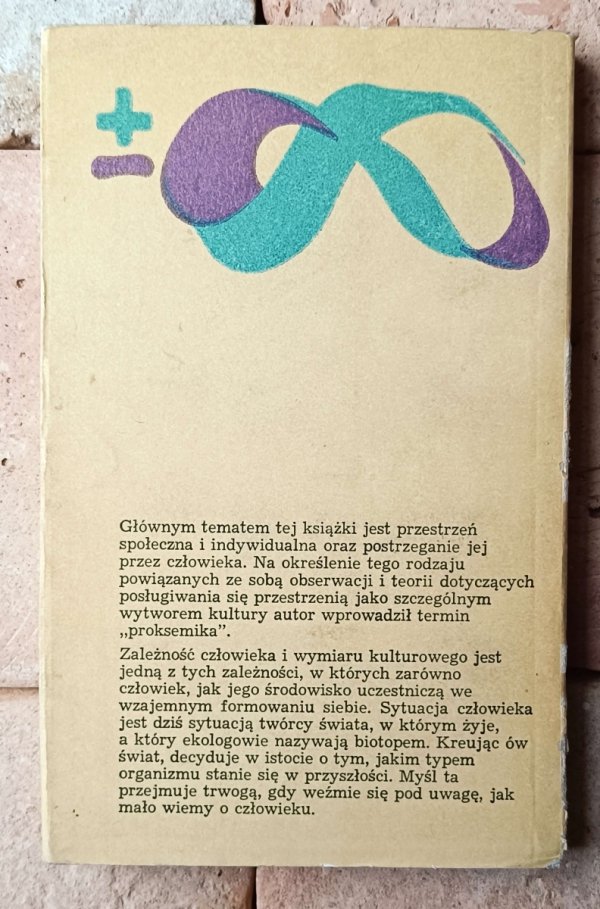 Głównym tematem tej książki jest przestrzeń
społeczna i indywidualna oraz postrzeganie jej
przez człowieka. Na określenie tego rodzaju
powiązanych ze sobą obserwacji i teorii dotyczących
posługiwania się przestrzenią jako szczególnym
wytworem kultury autor wprowadził termin
„proksemika”.
Zależność człowieka i wymiaru kulturowego jest
jedną z tych zależności, w których zarówno
człowiek, jak jego środowisko uczestniczą we
wzajemnym formowaniu siebie. Sytuacja człowieka
jest dziś sytuacją twórcy świata, w którym żyje,
a który ekologowie nazywają biotopem. Kreując ów
świat, decyduje w istocie o tym, jakim typem
organizmu stanie się w przyszłości. Myśl ta
przejmuje trwogą, gdy weźmie się pod uwagę, jak
mało wiemy o człowieku.